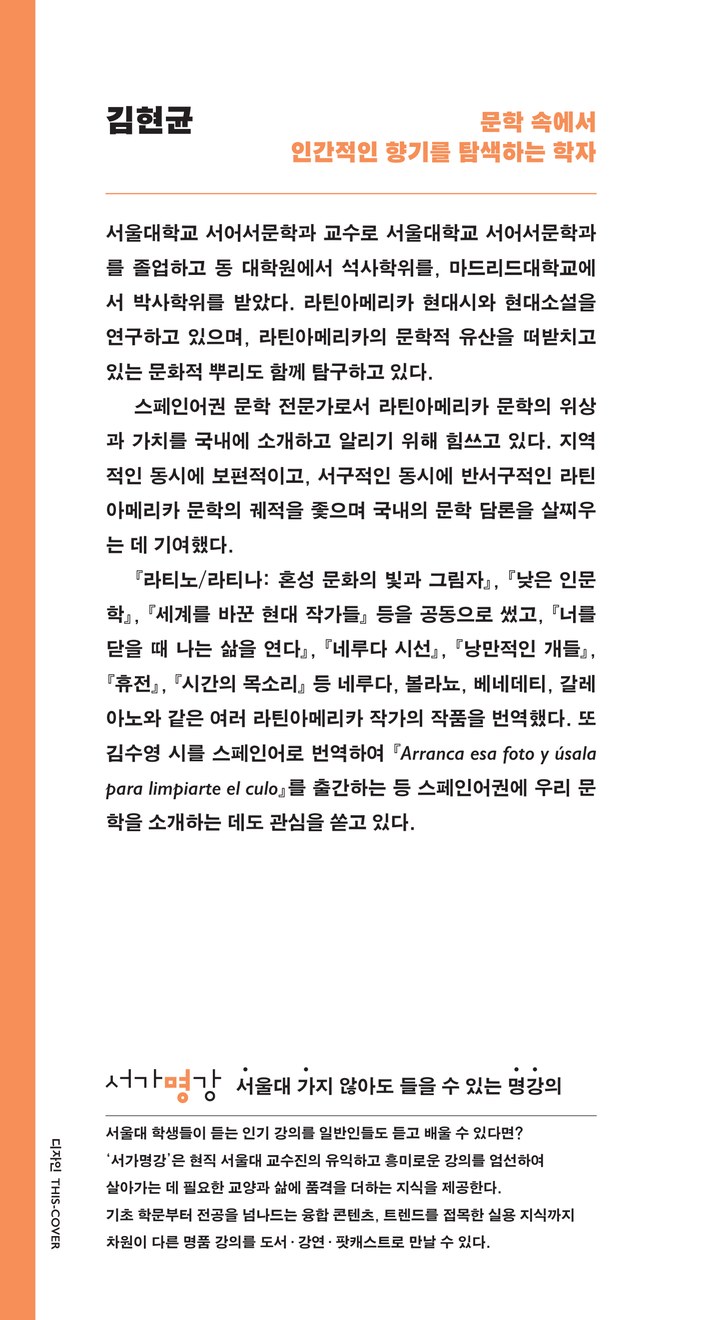 김현균
문학 속에서
인간적인 향기를 탐색하는 학자
서울대학교 서어서문학과 교수로 서울대학교 서어서문학과
를 졸업하고 동 대학원에서 석사학위를, 마드리드대학교에
서 박사학위를 받았다. 라틴아메리카 현대시와 현대소설을
연구하고 있으며, 라틴아메리카의 문학적 유산을 떠받치고
있는 문화적 뿌리도 함께 탐구하고 있다.
스페인어권 문학 전문가로서 라틴아메리카 문학의 위상
과 가치를 국내에 소개하고 알리기 위해 힘쓰고 있다. 지역
적인 동시에 보편적이고, 서구적인 동시에 반서구적인 라틴
아메리카 문학의 궤적을 좇으며 국내의 문학 담론을 살찌우
는 데 기여했다.
『라티노/라티나: 혼성 문화의 빛과 그림자』, 『낮은 인문
학』, 『세계를 바꾼 현대 작가들』 등을 공동으로 썼고, 『너를
닫을 때 나는 삶을 연다』, 『네루다 시선』, 『낭만적인 개들』,
『휴전』, 『시간의 목소리』 등 네루다, 볼라뇨, 베네데티, 갈레
아노와 같은 여러 라틴아메리카 작가의 작품을 번역했다. 또
김수영 시를 스페인어로 번역하여 『Arranca esa foto y úsala
para limpiarte el culo』를 출간하는 등 스페인어권에 우리 문
학을 소개하는 데도 관심을 쏟고 있다.
서가명강 서울대 가지 않아도 들을 수 있는 명강의
서울대 학생들이 듣는 인기 강의를 일반인들도 듣고 배울 수 있다면?
‘서가명강’은 현직 서울대 교수진의 유익하고 흥미로운 강의를 엄선하여
살아가는 데 필요한 교양과 삶에 품격을 더하는 지식을 제공한다.
기초 학문부터 전공을 넘나드는 융합 콘텐츠, 트렌드를 접목한 실용 지식까지
차원이 다른 명품 강의를 도서·강연·팟캐스트로 만날 수 있다.
디자인 THIS-COVER